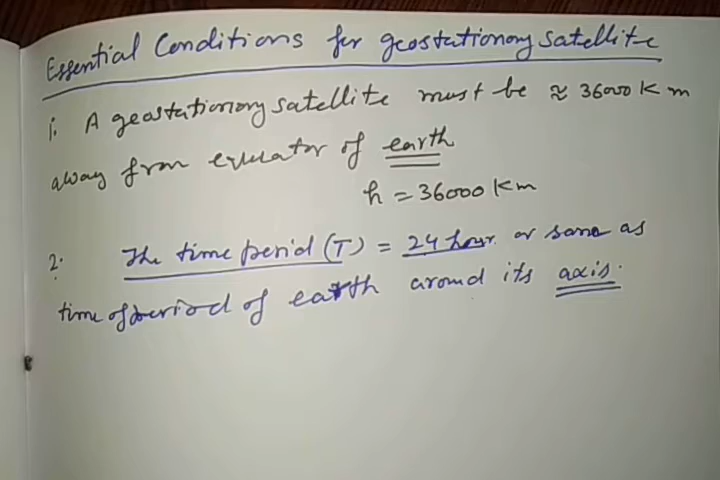 Essential Conditions for geostationary satellite
1. A geostationary satellite must be ≈ 36000 Km
away from equator of earth
h = 36000 Km
2. The time period (T) = 24 hour or same as
time of period of earth around its axis.